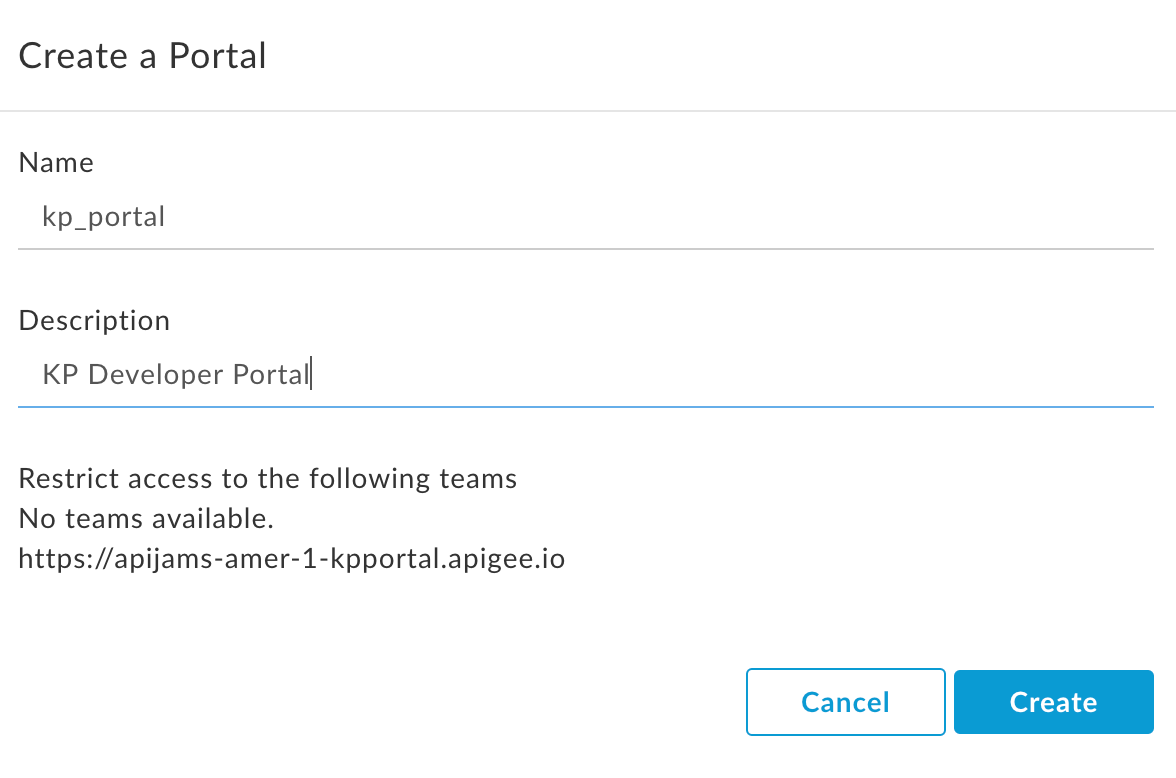 Create a Portal
Name
kp_portal
Description
KP Developer Portal
Restrict access to the following teams
No teams available.
https://apijams-amer-1-kpportal.apigee.io
Cancel
Create